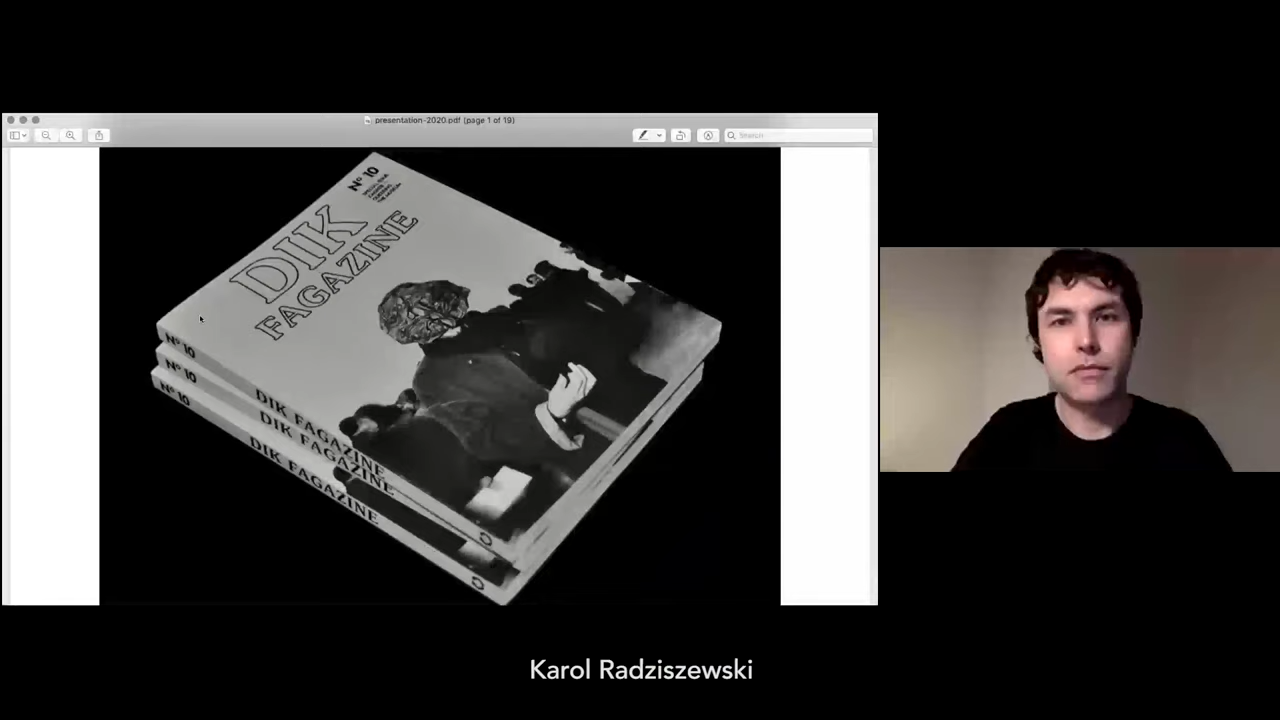 presentation-2020.pdf (page 1 of 19)
Search
Nº 10
DIK
FAGAZINE
Nº 10
Nº 10
Nº 10
DIK FAGAZINE
DIK FAGAZINE
DIK FAGAZINE
Karol Radziszewski